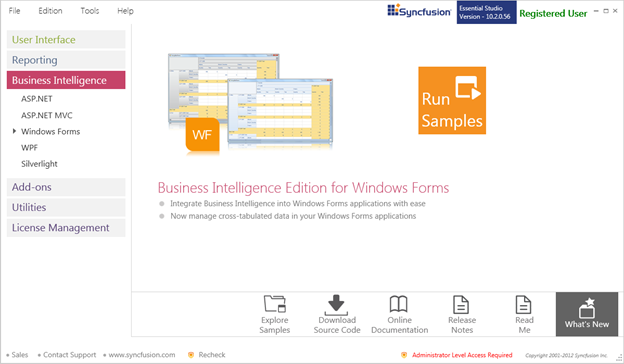 File Edition Tools Help
Syncfusion
Essential Studio
Version - 10.2.0.56
Registered User
User Interface
Reporting
Business Intelligence
ASP.NET
ASP.NET MVC
Windows Forms
WPF
Silverlight
Add-ons
Utilities
License Management
WF
Run
Samples
Business Intelligence Edition for Windows Forms
Integrate Business Intelligence into Windows Forms applications with ease
Now manage cross-tabulated data in your Windows Forms applications
Explore
Samples
Download
Source Code
Online
Documentation
Release
Notes
Read
Me
What's New
Sales Contact Support www.syncfusion.com Recheck Administrator Level Access Required Copyright 2001-2012 Syncfusion Inc.